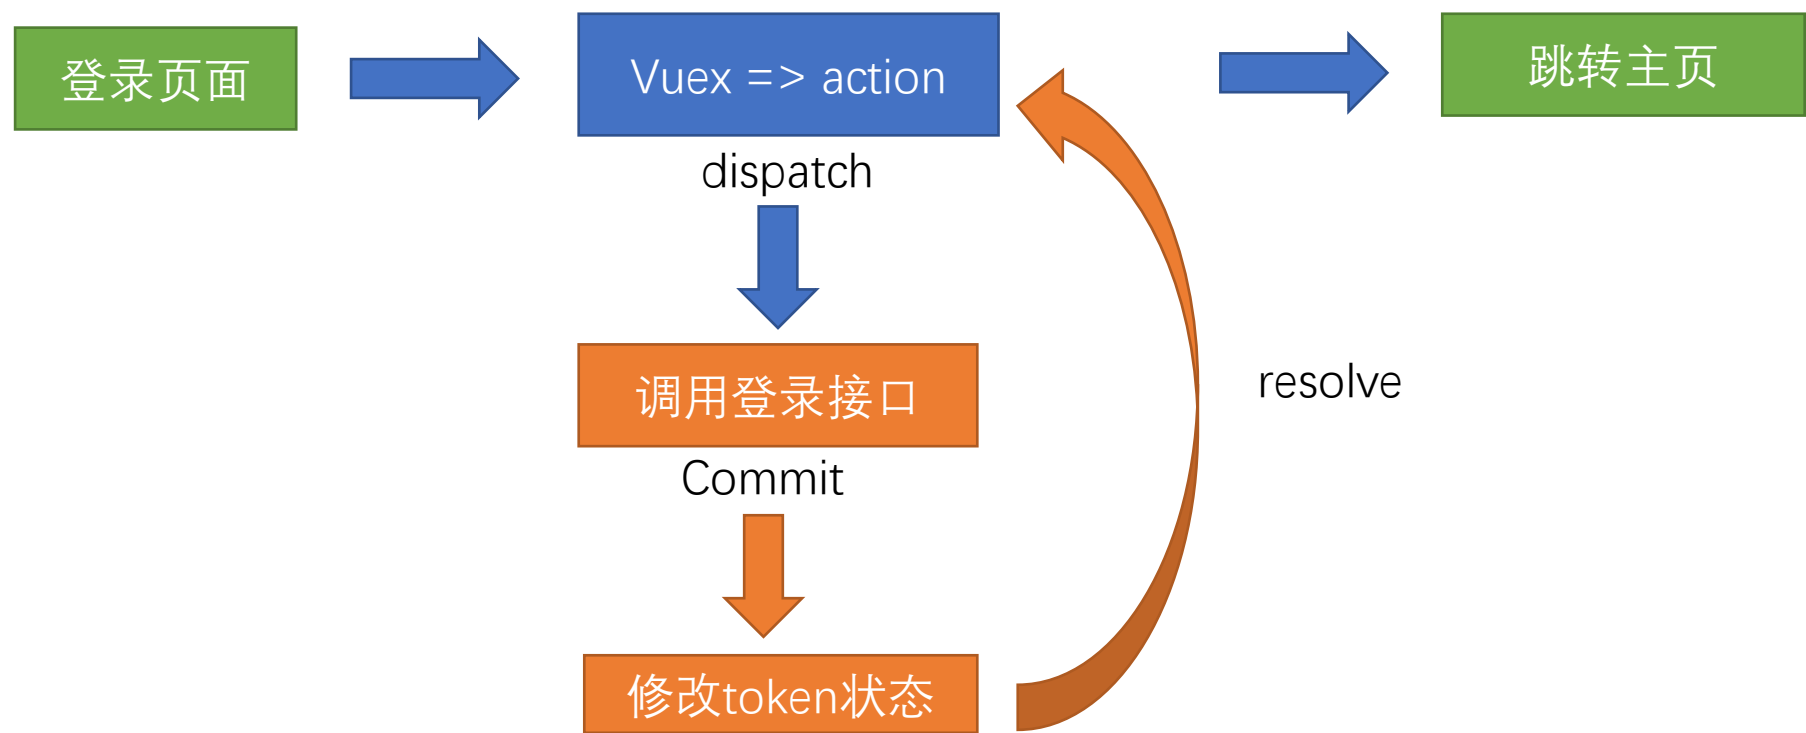 登录页面
Vuex => action
跳转主页
dispatch
调用登录接口
resolve
Commit
修改token状态